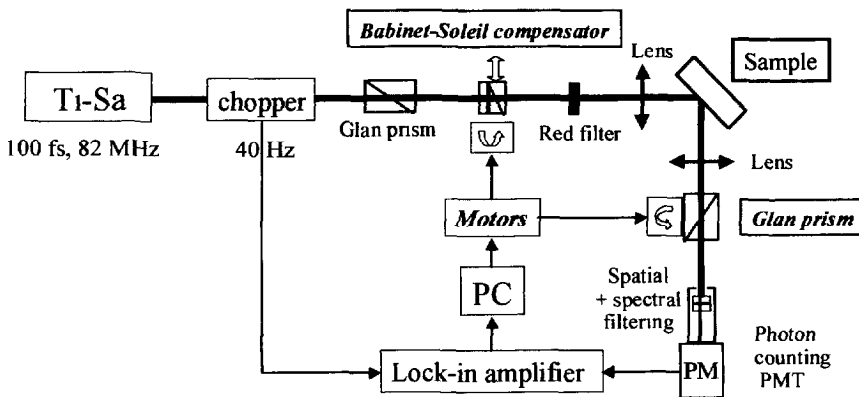 Babinet-Soleil compensator
Lens
Sample
Ti-Sa
chopper
Glan prism
Red filter
100 fs, 82 MHz
40 Hz
Lens
Motors
Glan prism
PC
Spatial
+ spectral
filtering
Photon
counting
PMT
Lock-in amplifier
PM